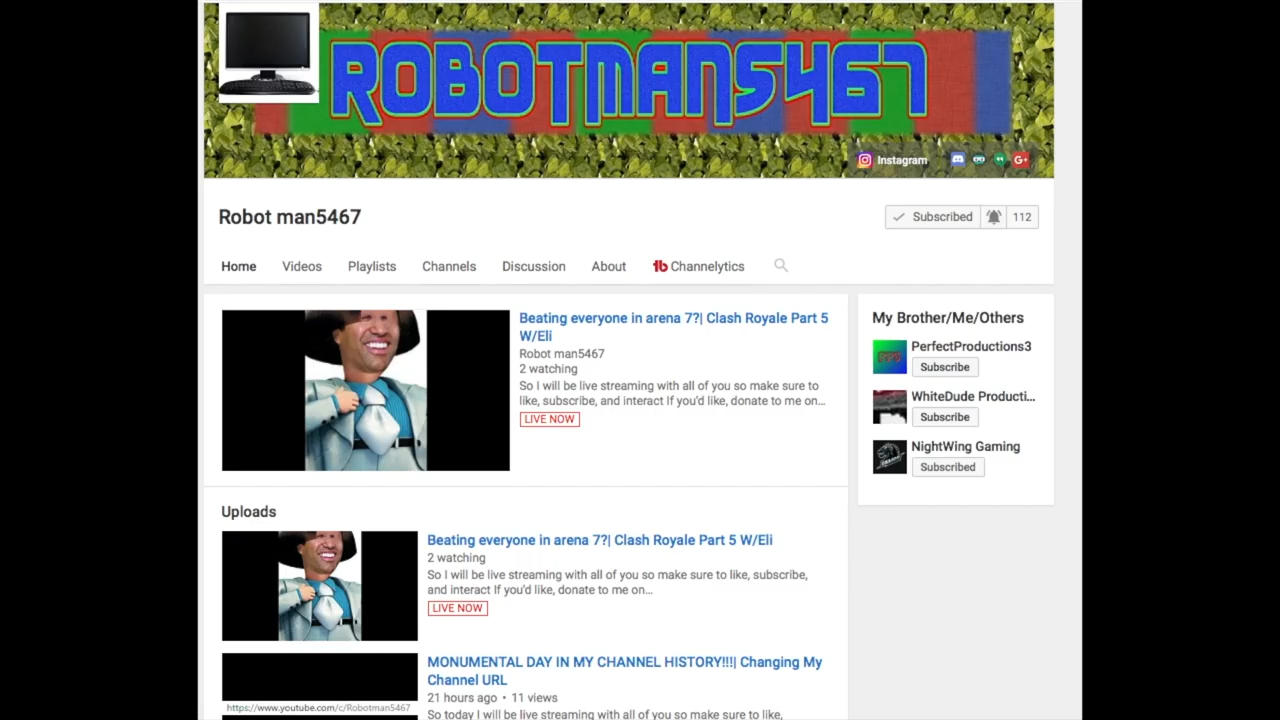 ROBOTMAN5467
Instagram
G+
Robot man5467
Subscribed 112
Home Videos Playlists Channels Discussion About tb Channelytics
Beating everyone in arena 7?| Clash Royale Part 5
W/Eli
Robot man5467
2 watching
So I will be live streaming with all of you so make sure to
like, subscribe, and interact If you'd like, donate to me on...
LIVE NOW
My Brother/Me/Others
PerfectProductions3
Subscribe
WhiteDude Producti...
Subscribe
NightWing Gaming
Subscribed
Uploads
Beating everyone in arena 7?| Clash Royale Part 5 W/Eli
2 watching
So I will be live streaming with all of you so make sure to like, subscribe,
and interact If you'd like, donate to me on...
LIVE NOW
MONUMENTAL DAY IN MY CHANNEL HISTORY!!!| Changing My
Channel URL
21 hours ago • 11 views
So today I will be live streaming with all of you so make sure to like,
https://www.youtube.com/c/Robotman5467